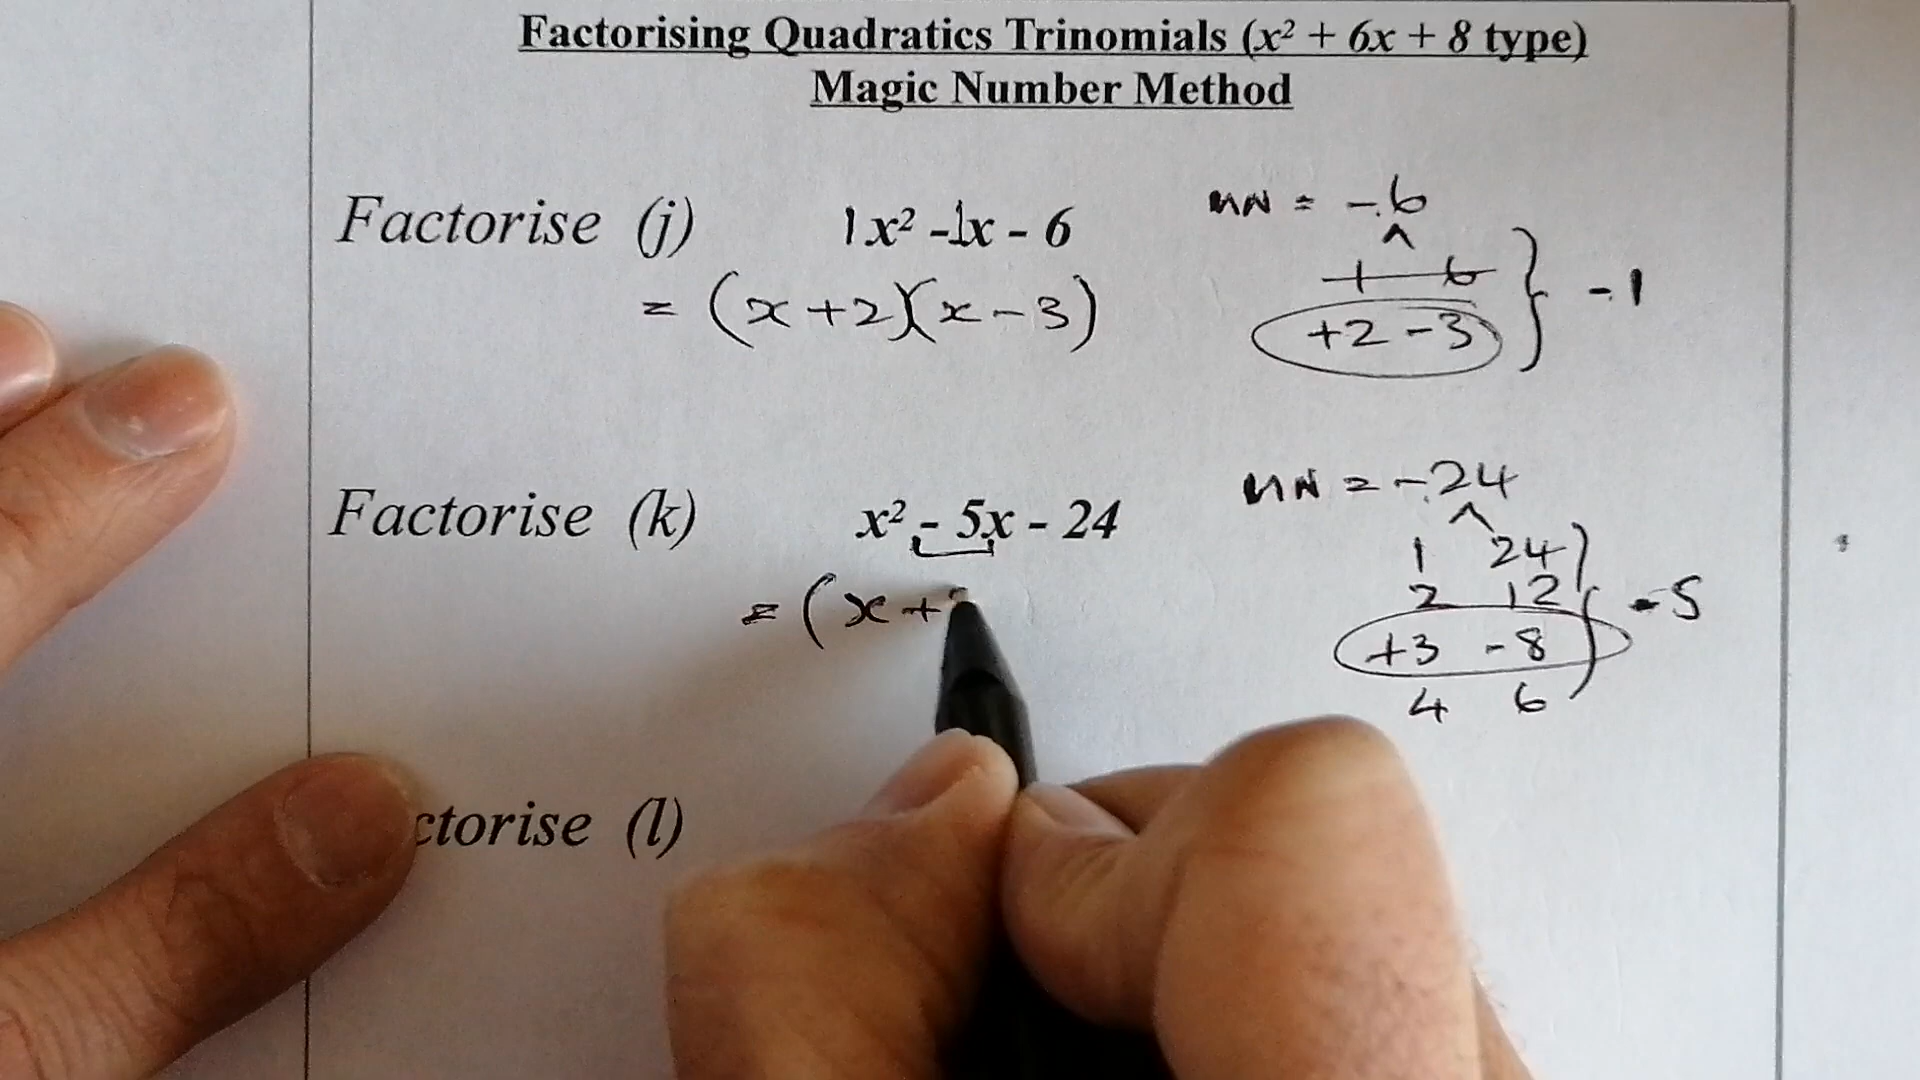 Factorising Quadratics Trinomials (x² + 6x + 8 type)
Magic Number Method
Factorise (j) 1x² - 1x - 6
= (x + 2)(x - 3)
MN = -6
1 6
+2 -3 } -1
Factorise (k) x² - 5x - 24
= (x +
MN = -24
1 24
2 12
+3 -8
4 6
} -5
ctorise (l)